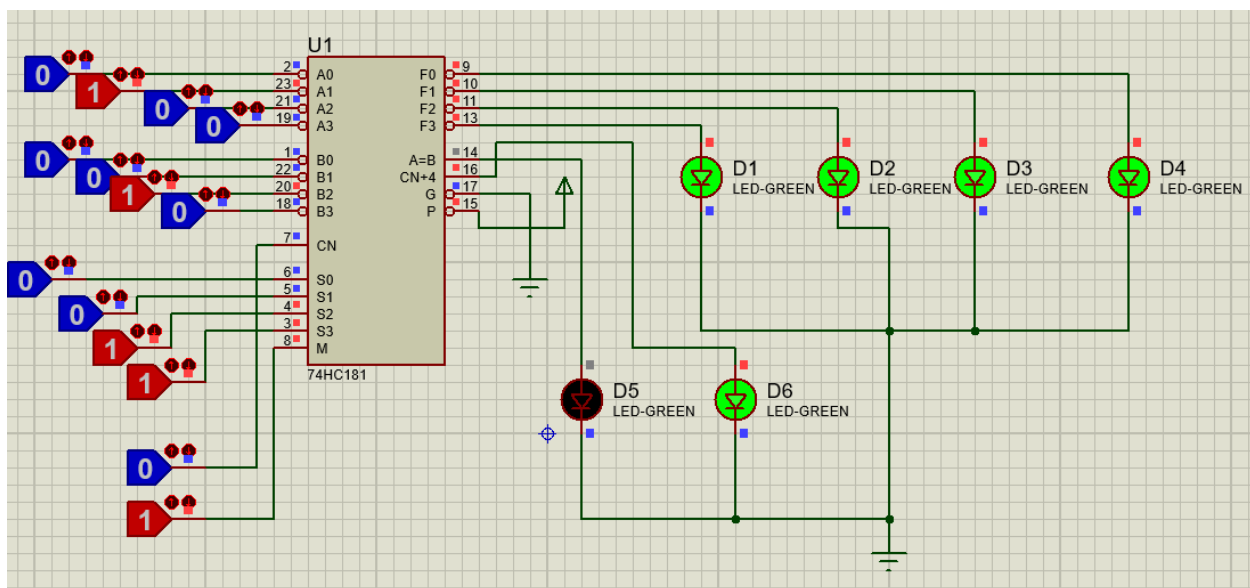 U1
0
1
0
0
0
0
1
0
0
0
1
1
0
1
2
23
21
19
1
22
20
18
7
6
5
4
3
8
A0
A1
A2
A3
B0
B1
B2
B3
CN
S0
S1
S2
S3
M
F0
F1
F2
F3
A=B
CN+4
G
P
9
10
11
13
14
16
17
15
74HC181
D1
LED-GREEN
D2
LED-GREEN
D3
LED-GREEN
D4
LED-GREEN
D5
LED-GREEN
D6
LED-GREEN